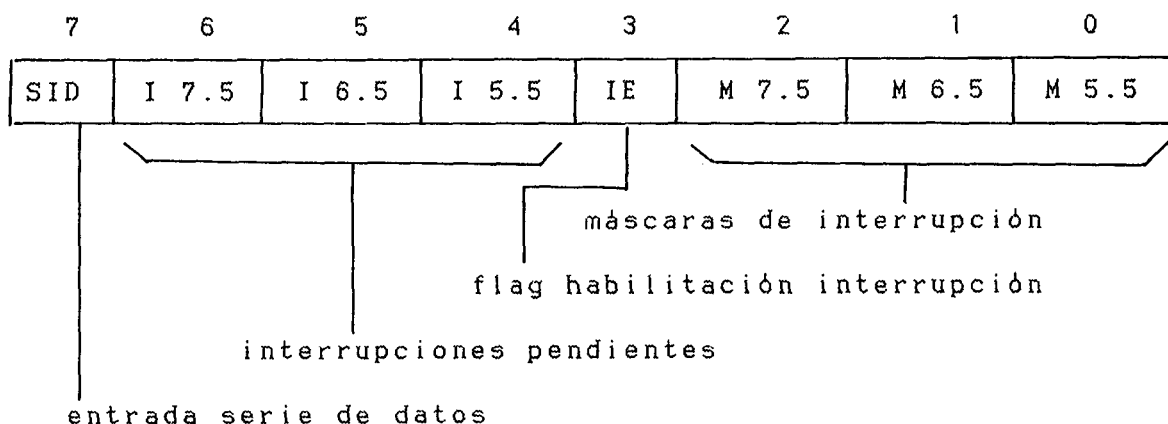 7 6 5 4 3 2 1 0
SID I 7.5 I 6.5 I 5.5 IE M 7.5 M 6.5 M 5.5
máscaras de interrupción
flag habilitación interrupción
interrupciones pendientes
entrada serie de datos